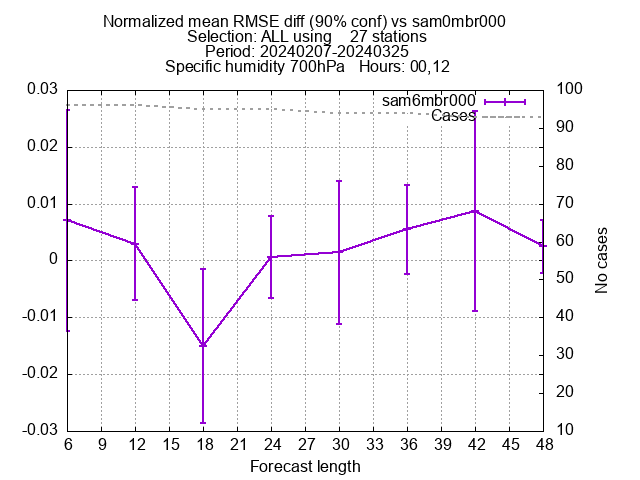 Normalized mean RMSE diff (90% conf) vs sam0mbr000
Selection: ALL using    27 stations
Period: 20240207-20240325
Specific humidity 700hPa   Hours: 00,12
sam6mbr000
Cases
0.03
0.02
0.01
0
-0.01
-0.02
-0.03
100
90
80
70
60
50
40
30
20
10
No cases
6 9 12 15 18 21 24 27 30 33 36 39 42 45 48
Forecast length